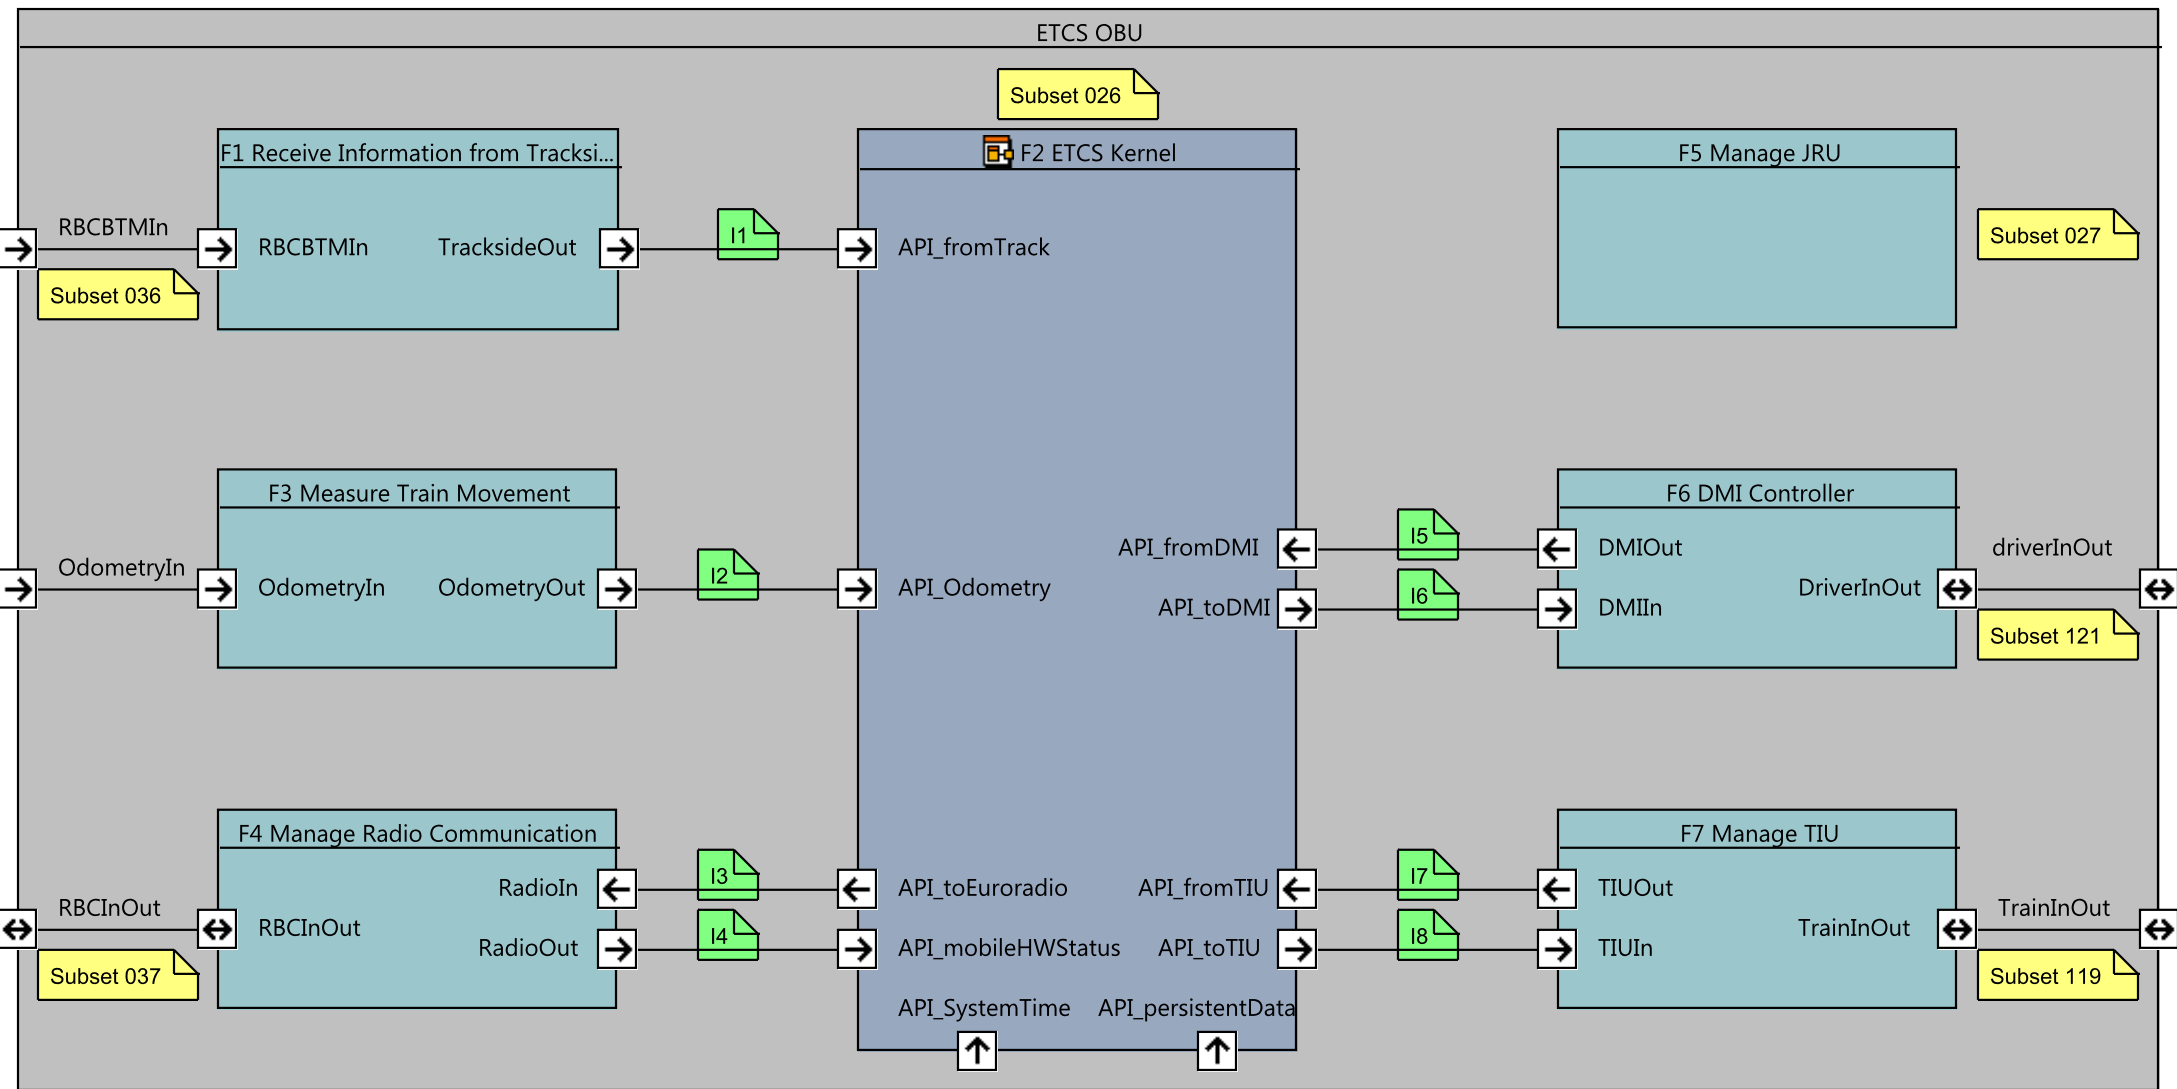 ETCS OBU
Subset 026
F1 Receive Information from Tracksi...
F2 ETCS Kernel
F5 Manage JRU
RBCBTMIn
RBCBTMIn
TracksideOut
I1
API_fromTrack
Subset 027
Subset 036
F3 Measure Train Movement
F6 DMI Controller
OdometryIn
OdometryIn
OdometryOut
I2
API_Odometry
API_fromDMI
I5
DMIOut
driverInOut
API_toDMI
I6
DMIIn
DriverInOut
Subset 121
F4 Manage Radio Communication
F7 Manage TIU
RBCInOut
RBCInOut
RadioIn
I3
API_toEuroradio
API_fromTIU
I7
TIUOut
TrainInOut
RadioOut
I4
API_mobileHWStatus
API_toTIU
I8
TIUIn
TrainInOut
Subset 037
Subset 119
API_SystemTime
API_persistentData